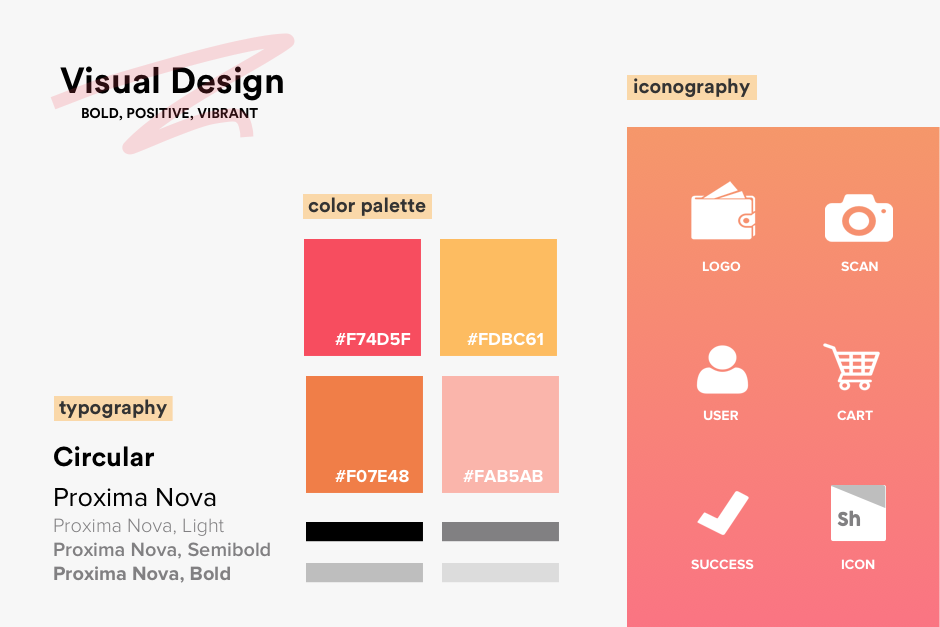 Visual Design
BOLD, POSITIVE, VIBRANT
typography
Circular
Proxima Nova
Proxima Nova, Light
Proxima Nova, Semibold
Proxima Nova, Bold
color palette
#F74D5F
#FDBC61
#F07E48
#FAB5AB
iconography
LOGO
SCAN
USER
CART
SUCCESS
Sh
ICON